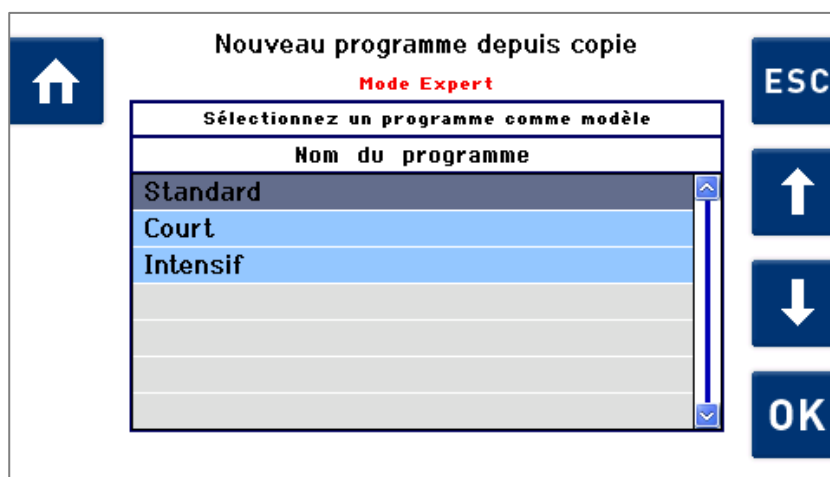 Nouveau programme depuis copie
Mode Expert
ESC
Sélectionnez un programme comme modèle
Nom du programme
Standard
Court
Intensif
OK